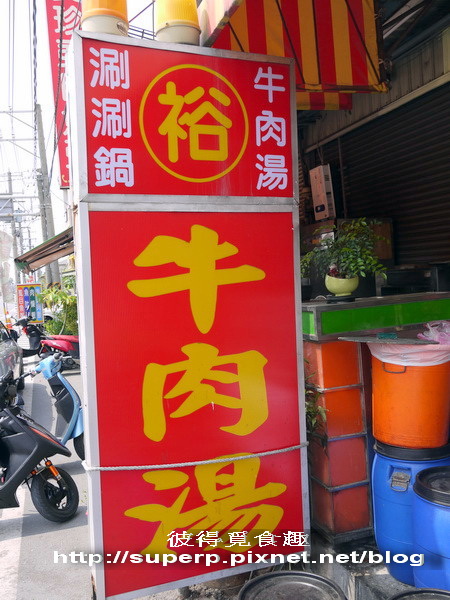 涮涮鍋
裕
牛肉湯
牛肉湯
彼得覓食趣
http://superp.pixnet.net/blog